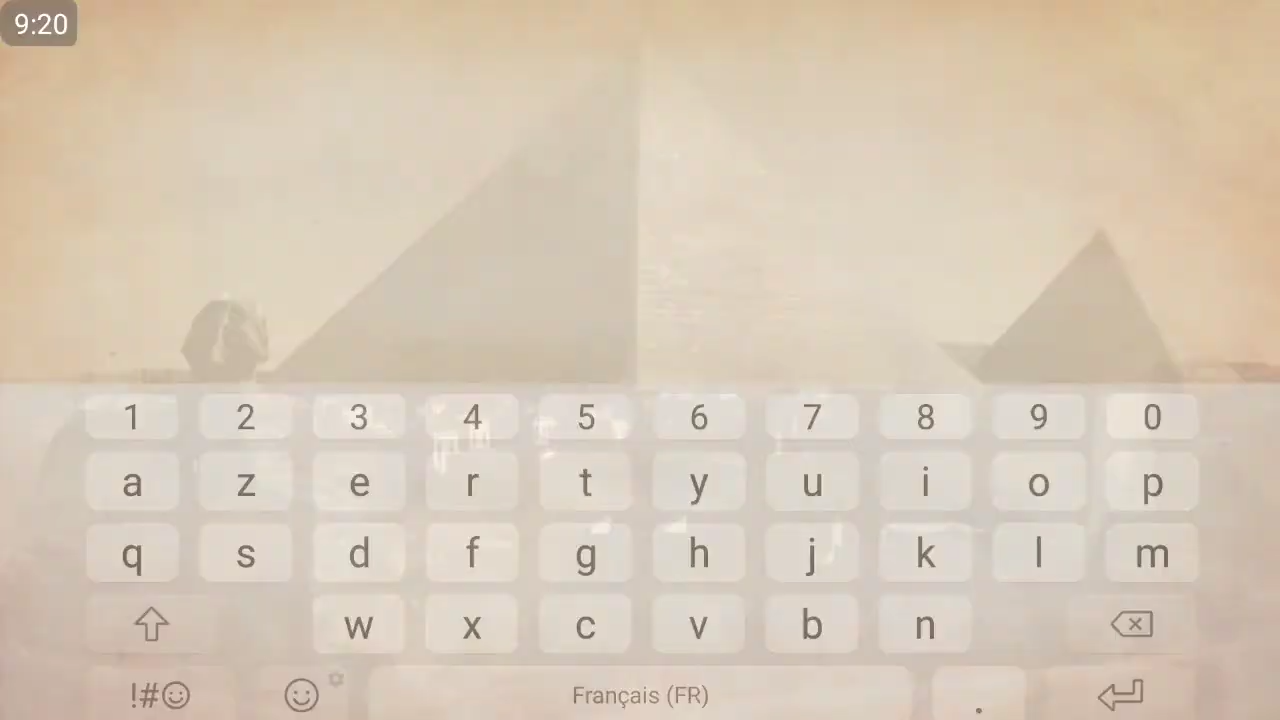 9:20
1 2 3 4 5 6 7 8 9 0
a z e r t y u i o p
q s d f g h j k l m
w x c v b n
!#☺ Français (FR) .